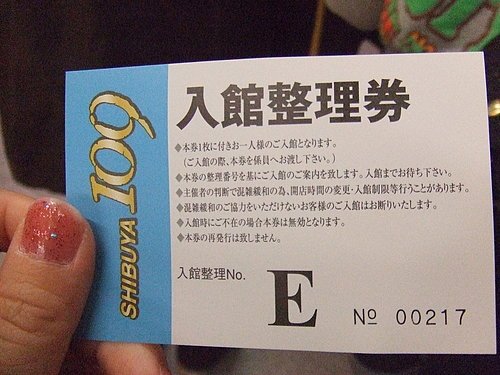 SHIBUYA 109
入館整理券
◆本券1枚に付きお一人様のご入館となります。
(ご入館の際、本券を係員へお渡し下さい。)
◆本券の整理番号を基にご入館のご案内を致します。入館までお待ち下さい。
◆主催者の判断で混雑緩和の為、開店時間の変更・入館制限等行うことがあります。
◆混雑緩和のご協力をいただけないお客様のご入館はお断りいたします。
◆入館時にご不在の場合本券は無効となります。
◆本券の再発行は致しません。
入館整理No. E № 00217